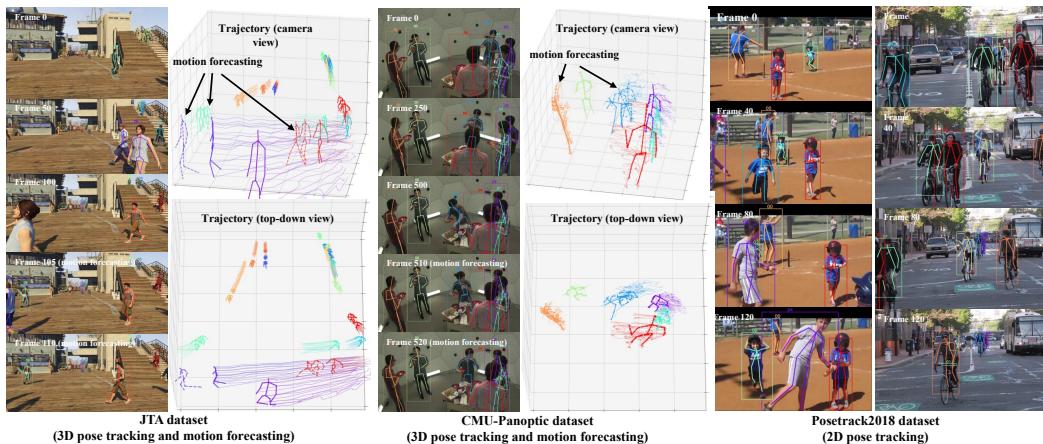 Frame 0
Frame 50
Frame 100
Frame 105 (motion forecasting)
Frame 110 (motion forecasting)
Trajectory (camera
view)
motion forecasting
Trajectory (top-down view)
JTA dataset
(3D pose tracking and motion forecasting)
Frame 0
Frame 250
Frame 500
Frame 510 (motion forecasting)
Frame 520 (motion forecasting)
Trajectory (camera view)
motion forecasting
Trajectory (top-down view)
CMU-Panoptic dataset
(3D pose tracking and motion forecasting)
Frame 0
Frame 40
Frame 80
Frame 120
Frame
Frame
40
Frame 80
Frame 120
Posetrack2018 dataset
(2D pose tracking)